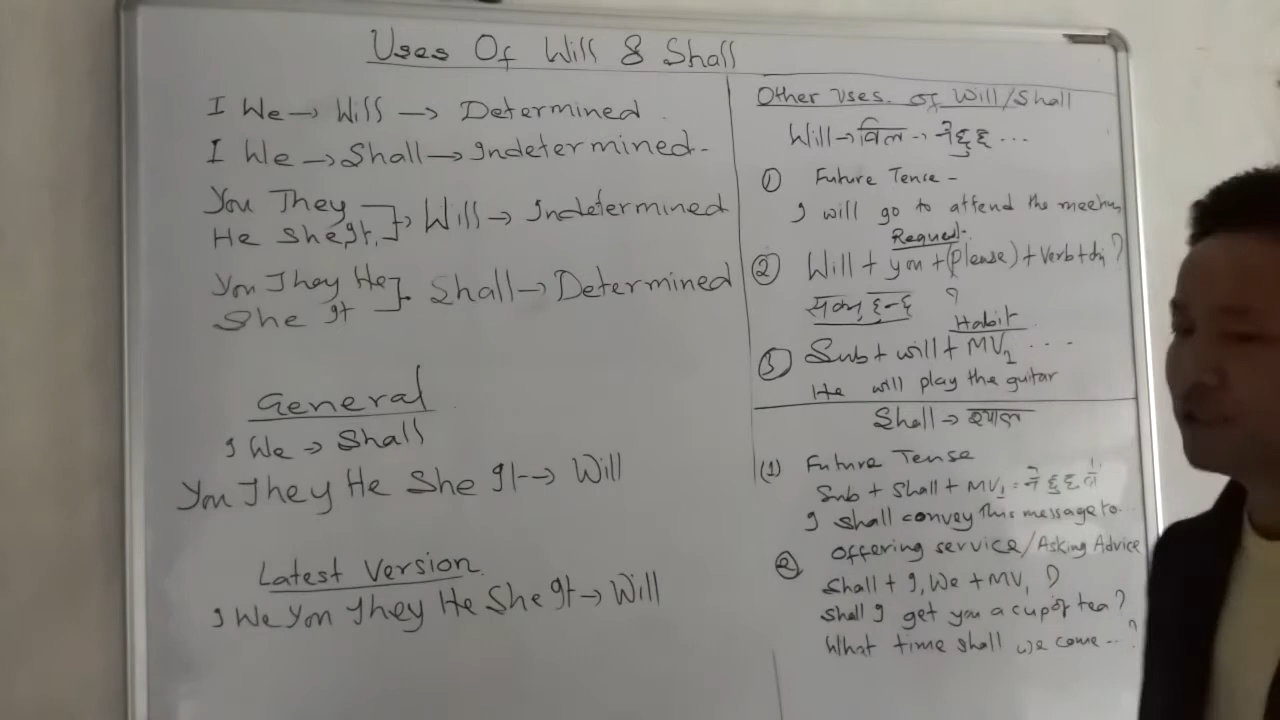 Uses Of Will & Shall
I We → Will → Determined
I We → Shall → Indetermined-
You They
He She It, → Will → Indetermined
You They He
She It Shall → Determined
General
I We → Shall
You They He She It → Will
Latest Version
I We You They He She It → Will
Other Uses of Will/Shall
Will → विल → नेछु छ ...
① Future Tense -
I will go to attend the meeting
Request.
② Will + you + (please) + verb + obj ?
सक्नु हुन्छ ?
Habit
③ Sub + will + MV1 ....
He will play the guitar
Shall →
(1) Future Tense
Sub + Shall + MV1 = ने छु छ
I shall convey this message to
② Offering service/Asking Advice
Shall + I, We + MV1 ?
Shall I get you a cup of tea?
What time shall we come -- ?